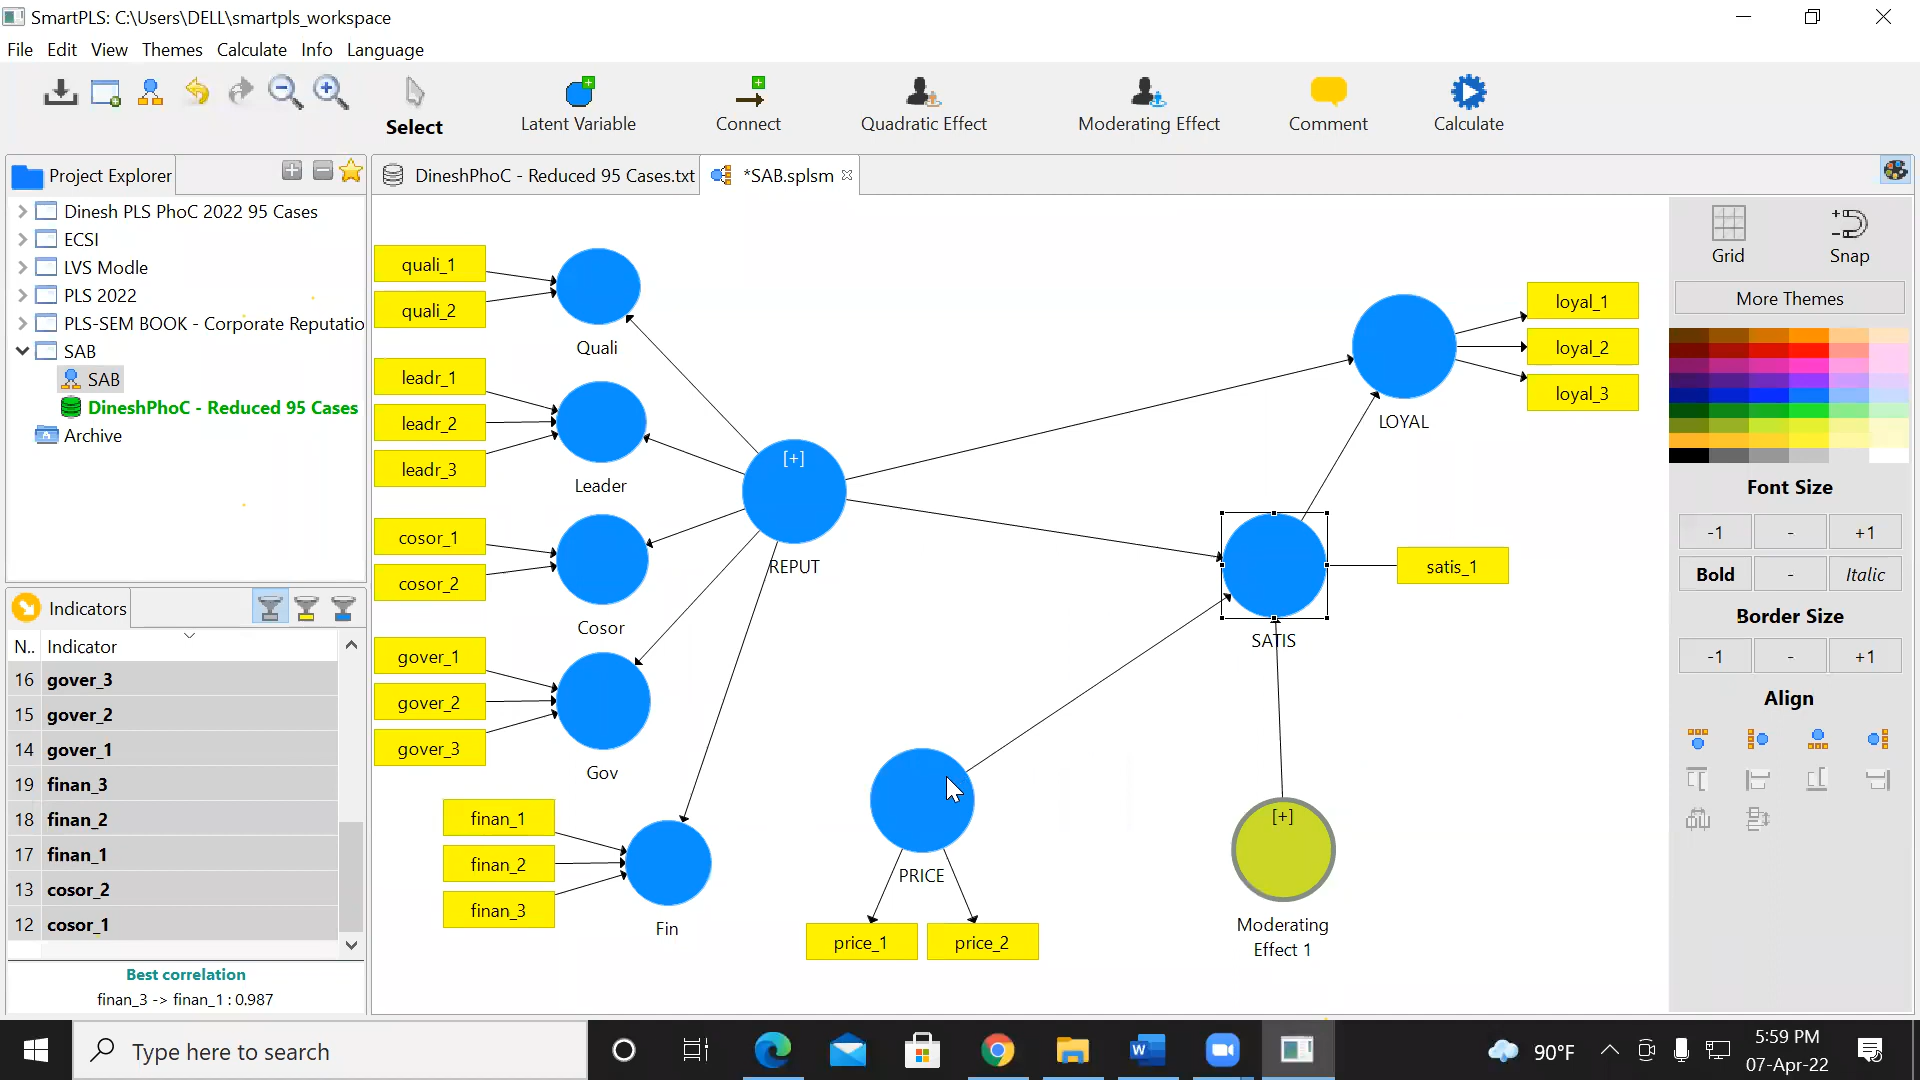 SmartPLS: C:\Users\DELL\smartpls_workspace
File Edit View Themes Calculate Info Language
Select
Latent Variable
Connect
Quadratic Effect
Moderating Effect
Comment
Calculate
Project Explorer
DineshPhoC - Reduced 95 Cases.txt
*SAB.splsm
Dinesh PLS PhoC 2022 95 Cases
ECSI
LVS Modle
PLS 2022
PLS-SEM BOOK - Corporate Reputatio
SAB
SAB
DineshPhoC - Reduced 95 Cases
Archive
Indicators
N.. Indicator
16 gover_3
15 gover_2
14 gover_1
19 finan_3
18 finan_2
17 finan_1
13 cosor_2
12 cosor_1
Best correlation
finan_3 -> finan_1 : 0.987
quali_1
quali_2
Quali
leadr_1
leadr_2
leadr_3
Leader
cosor_1
cosor_2
Cosor
gover_1
gover_2
gover_3
Gov
finan_1
finan_2
finan_3
Fin
[+]
REPUT
PRICE
price_1
price_2
LOYAL
loyal_1
loyal_2
loyal_3
SATIS
satis_1
[+]
Moderating
Effect 1
Grid
Snap
More Themes
Font Size
-1 - +1
Bold - Italic
Border Size
-1 - +1
Align
Type here to search
90°F
5:59 PM
07-Apr-22